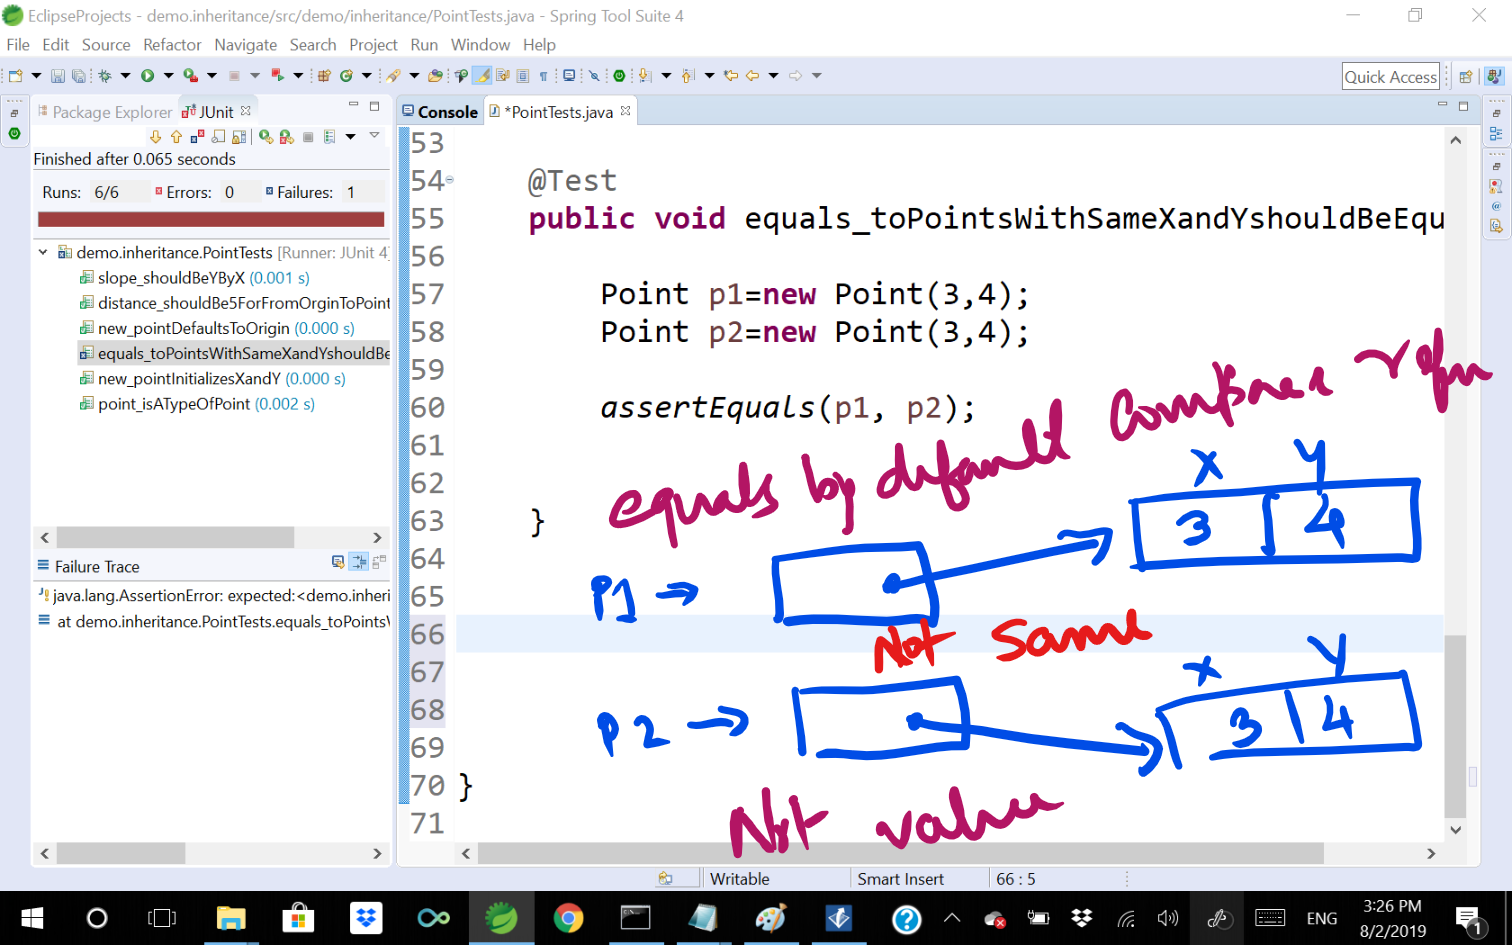 EclipseProjects - demo.inheritance/src/demo/inheritance/PointTests.java - Spring Tool Suite 4
File Edit Source Refactor Navigate Search Project Run Window Help
Quick Access
Package Explorer JUnit
Finished after 0.065 seconds
Runs: 6/6 Errors: 0 Failures: 1
demo.inheritance.PointTests [Runner: JUnit 4]
slope_shouldBeYByX (0.001 s)
distance_shouldBe5ForFromOrginToPoint
new_pointDefaultsToOrigin (0.000 s)
equals_toPointsWithSameXandYshouldBe
new_pointInitializesXandY (0.000 s)
point_isATypeOfPoint (0.002 s)
Failure Trace
java.lang.AssertionError: expected:<demo.inheri
at demo.inheritance.PointTests.equals_toPoints
Console *PointTests.java
53
54 @Test
55 public void equals_toPointsWithSameXandYshouldBeEqu
56
57 Point p1=new Point(3,4);
58 Point p2=new Point(3,4);
59
60 assertEquals(p1, p2);
61
62
63 }
64
65
66
67
68
69
70 }
71
equals by default compares
X Y
P1 3 4
Not Same
X Y
P2 3 4
Not value
Writable Smart Insert 66 : 5
ENG
3:26 PM
8/2/2019
1